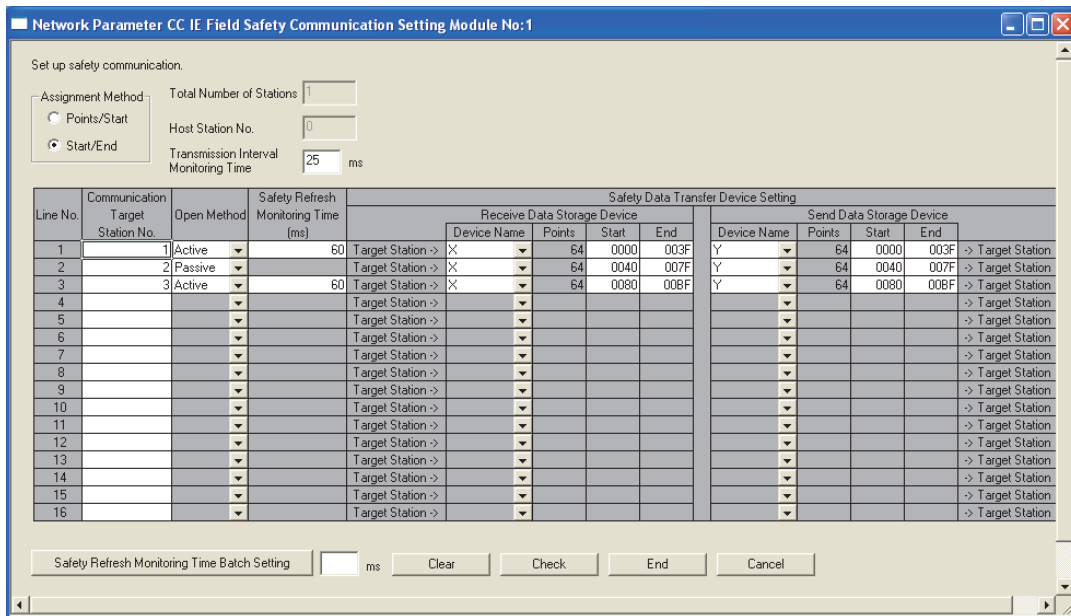 Network Parameter CC IE Field Safety Communication Setting Module No:1
Set up safety communication.
Assignment Method
Points/Start
Start/End
Total Number of Stations 1
Host Station No. 0
Transmission Interval Monitoring Time 25 ms
Safety Data Transfer Device Setting
Receive Data Storage Device Send Data Storage Device
Line No. Communication Target Station No. Open Method Safety Refresh Monitoring Time (ms) Device Name Points Start End Device Name Points Start End
1 1 Active 60 Target Station -> X 64 0000 003F Y 64 0000 003F -> Target Station
2 2 Passive Target Station -> X 64 0040 007F Y 64 0040 007F -> Target Station
3 3 Active 60 Target Station -> X 64 0080 00BF Y 64 0080 00BF -> Target Station
4 Target Station -> -> Target Station
5 Target Station -> -> Target Station
6 Target Station -> -> Target Station
7 Target Station -> -> Target Station
8 Target Station -> -> Target Station
9 Target Station -> -> Target Station
10 Target Station -> -> Target Station
11 Target Station -> -> Target Station
12 Target Station -> -> Target Station
13 Target Station -> -> Target Station
14 Target Station -> -> Target Station
15 Target Station -> -> Target Station
16 Target Station -> -> Target Station
Safety Refresh Monitoring Time Batch Setting ms Clear Check End Cancel